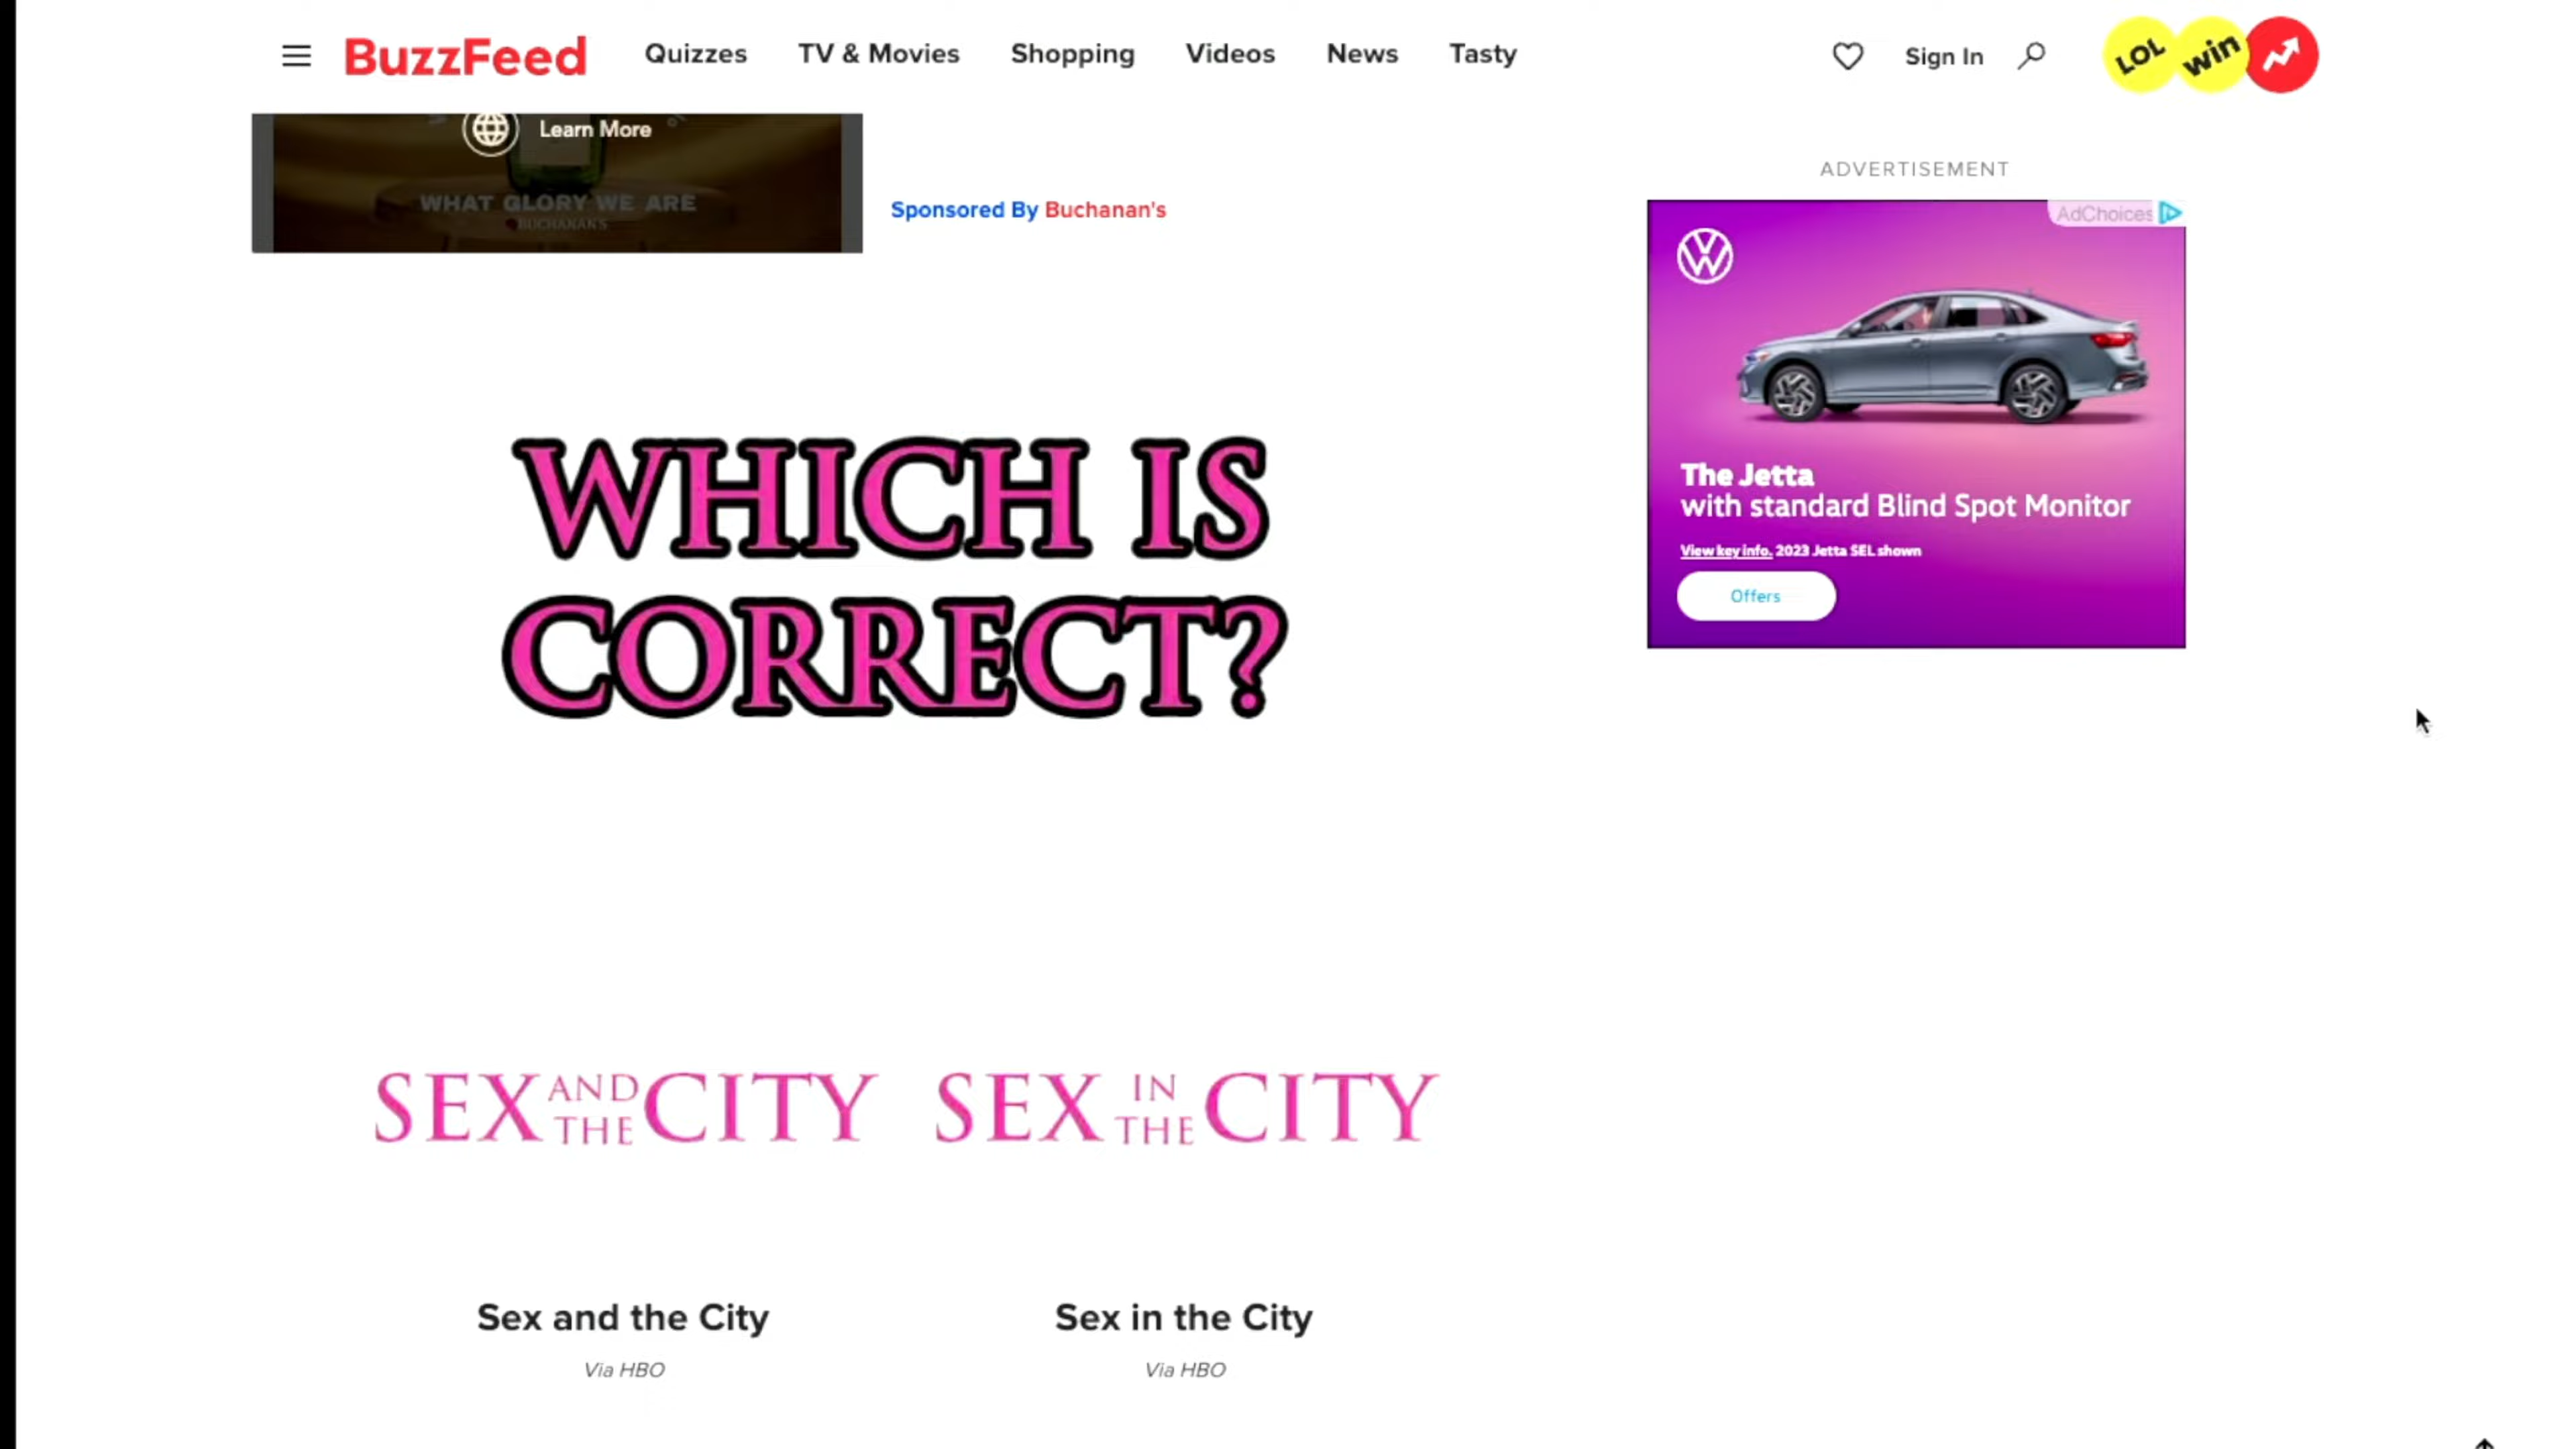 BuzzFeed Quizzes TV & Movies Shopping Videos News Tasty Sign In LOL win
Learn More
WHAT GLORY WE ARE
BUCHANAN'S
Sponsored By Buchanan's
ADVERTISEMENT
AdChoices
The Jetta
with standard Blind Spot Monitor
View key info. 2023 Jetta SEL shown
Offers
WHICH IS
CORRECT?
SEX AND THE CITY SEX IN THE CITY
Sex and the City Sex in the City
Via HBO Via HBO